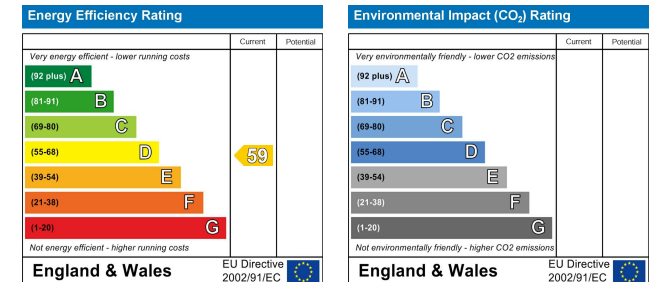 Energy Efficiency Rating
Current Potential
Very energy efficient - lower running costs
(92 plus) A
(81-91) B
(69-80) C
(55-68) D
59
(39-54) E
(21-38) F
(1-20) G
Not energy efficient - higher running costs
England & Wales
EU Directive
2002/91/EC
Environmental Impact (CO2) Rating
Current Potential
Very environmentally friendly - lower CO2 emissions
(92 plus) A
(81-91) B
(69-80) C
(55-68) D
(39-54) E
(21-38) F
(1-20) G
Not environmentally friendly - higher CO2 emissions
England & Wales
EU Directive
2002/91/EC